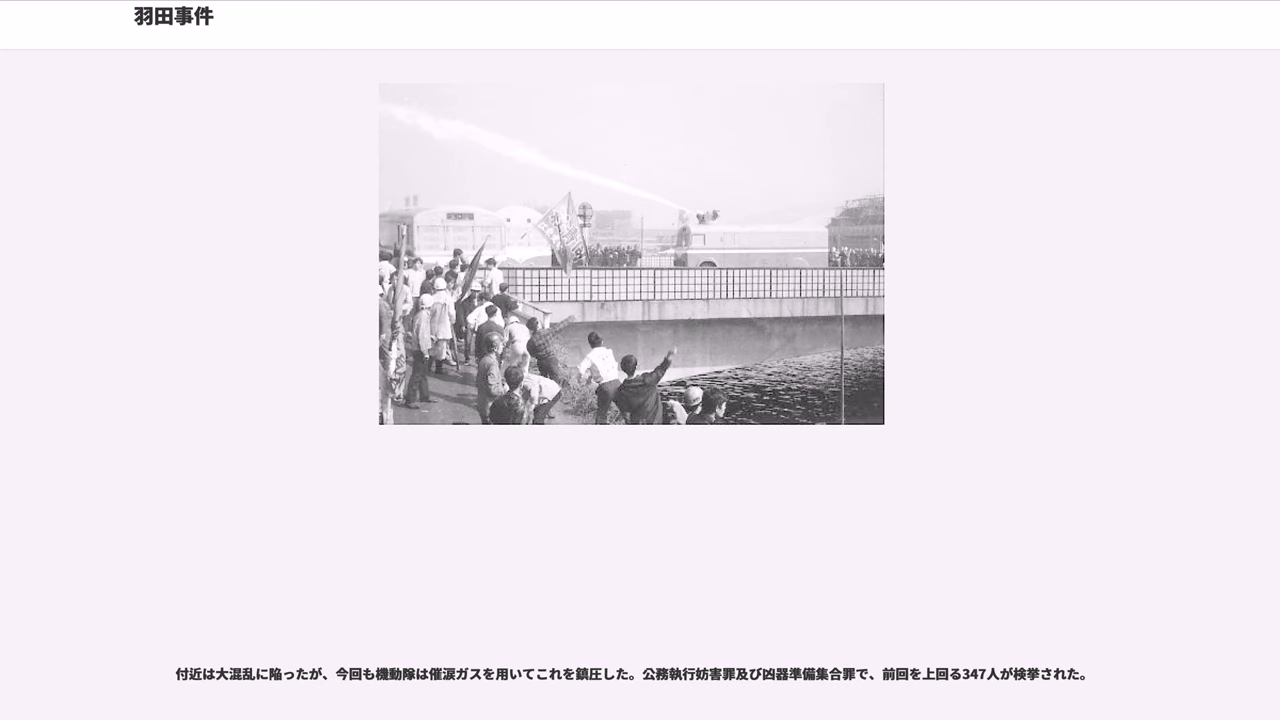 羽田事件
付近は大混乱に陥ったが、今回も機動隊は催涙ガスを用いてこれを鎮圧した。公務執行妨害罪及び凶器準備集合罪で、前回を上回る347人が検挙された。